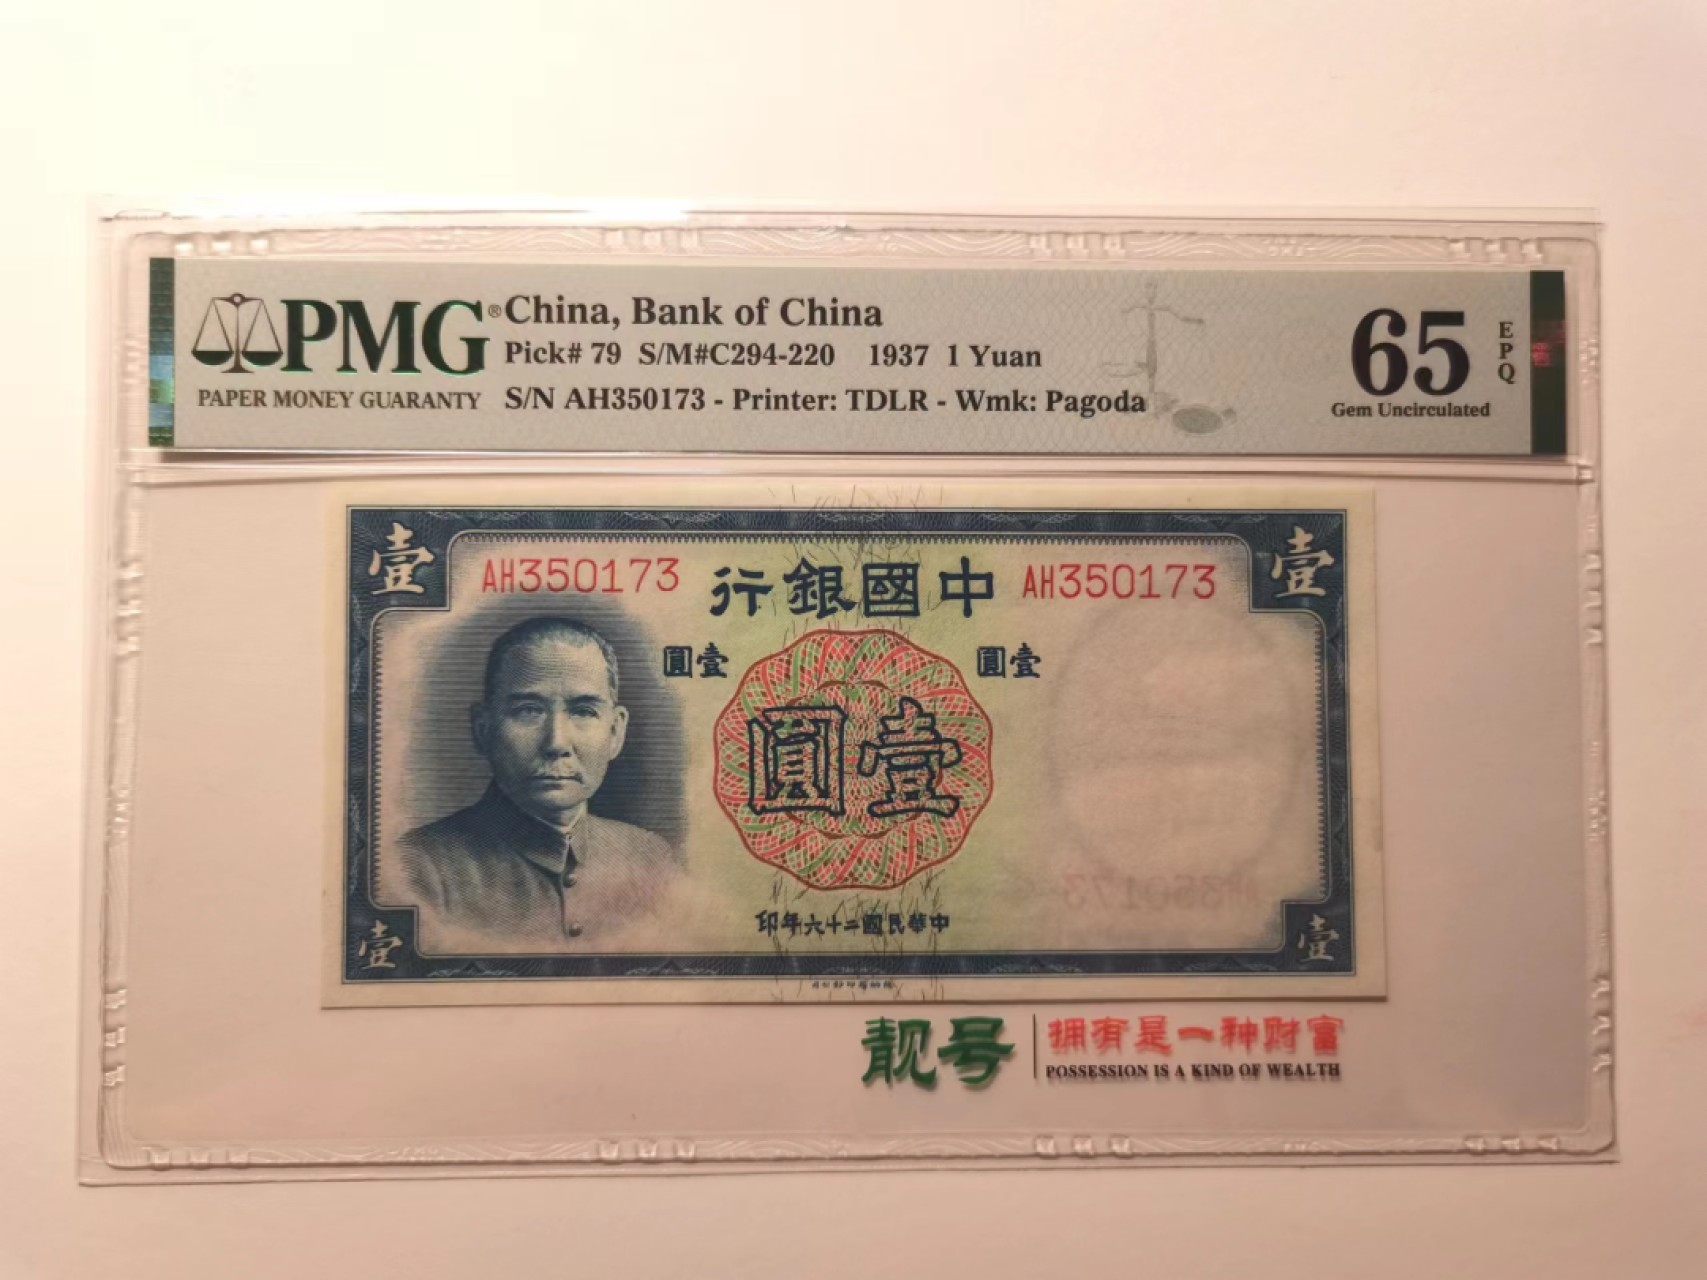 PMG®
PAPER MONEY GUARANTY
China, Bank of China
Pick# 79 S/M#C294-220 1937 1 Yuan
S/N AH350173 - Printer: TDLR - Wmk: Pagoda
65
EPQ
Gem Uncirculated
壹
壹
AH350173
行銀國中
AH350173
圓壹
圓壹
圓壹
印年六十二國民華中
壹
壹
靓号
拥有是一种财富
POSSESSION IS A KIND OF WEALTH